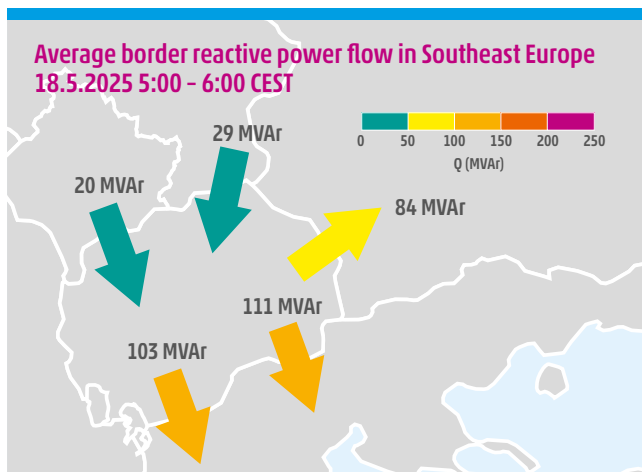 Average border reactive power flow in Southeast Europe
18.5.2025 5:00 – 6:00 CEST
29 MVAr
0 50 100 150 200 250
Q (MVAr)
20 MVAr
84 MVAr
111 MVAr
103 MVAr